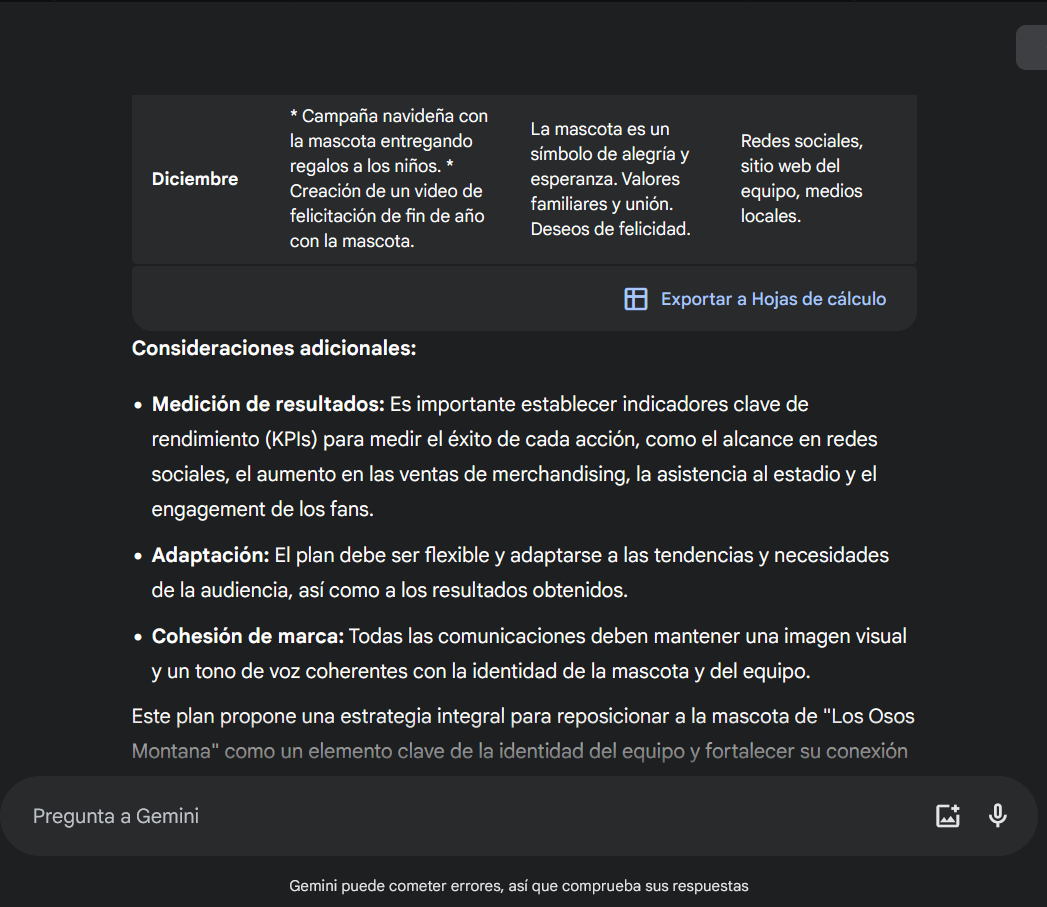 Diciembre
* Campaña navideña con
la mascota entregando
regalos a los niños. *
Creación de un video de
felicitación de fin de año
con la mascota.
La mascota es un
símbolo de alegría y
esperanza. Valores
familiares y unión.
Deseos de felicidad.
Redes sociales,
sitio web del
equipo, medios
locales.
Exportar a Hojas de cálculo
Consideraciones adicionales:
• Medición de resultados: Es importante establecer indicadores clave de
rendimiento (KPIs) para medir el éxito de cada acción, como el alcance en redes
sociales, el aumento en las ventas de merchandising, la asistencia al estadio y el
engagement de los fans.
• Adaptación: El plan debe ser flexible y adaptarse a las tendencias y necesidades
de la audiencia, así como a los resultados obtenidos.
• Cohesión de marca: Todas las comunicaciones deben mantener una imagen visual
y un tono de voz coherentes con la identidad de la mascota y del equipo.
Este plan propone una estrategia integral para reposicionar a la mascota de "Los Osos
Montana" como un elemento clave de la identidad del equipo y fortalecer su conexión
Pregunta a Gemini
Gemini puede cometer errores, así que comprueba sus respuestas